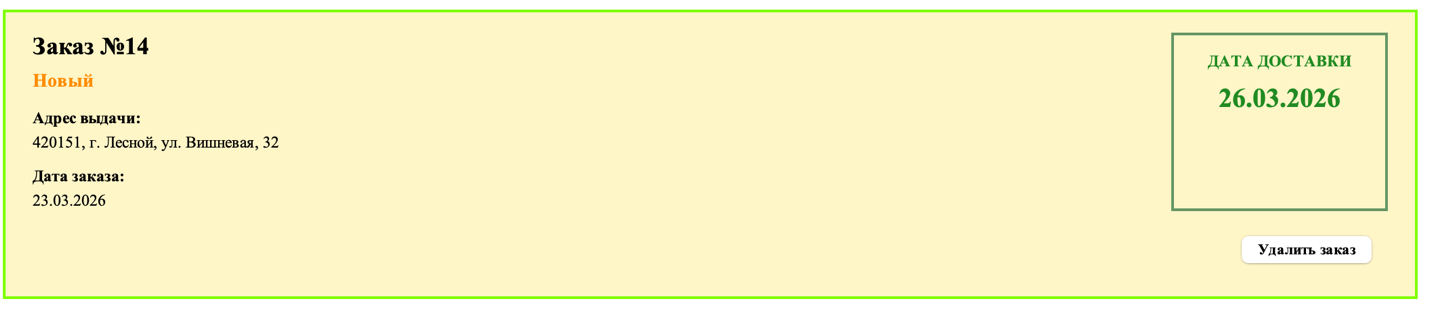 Заказ №14
Новый
Адрес выдачи:
420151, г. Лесной, ул. Вишневая, 32
Дата заказа:
23.03.2026
ДАТА ДОСТАВКИ
26.03.2026
Удалить заказ